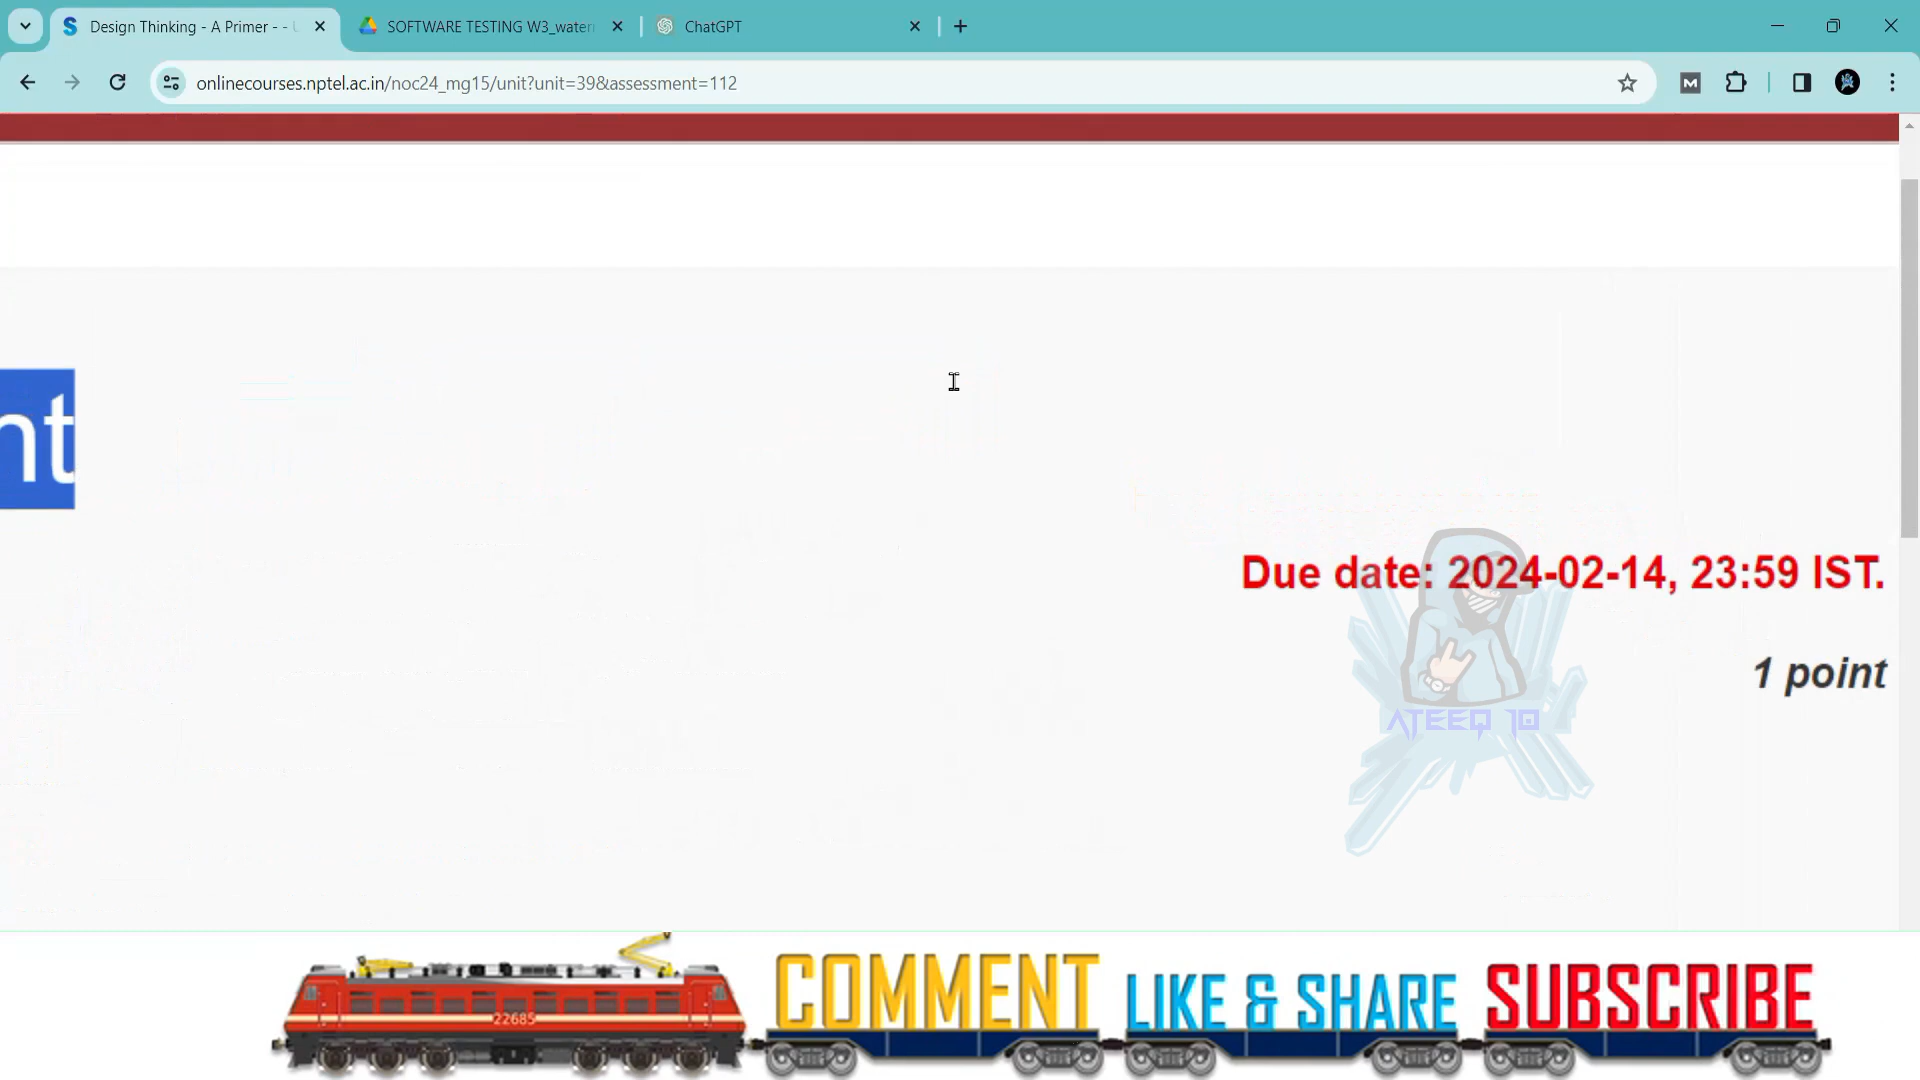 Design Thinking - A Primer - - U
SOFTWARE TESTING W3_water
ChatGPT
onlinecourses.nptel.ac.in/noc24_mg15/unit?unit=39&assessment=112
M
nt
Due date: 2024-02-14, 23:59 IST.
1 point
ATEEQ 10
22685
COMMENT
LIKE & SHARE
SUBSCRIBE